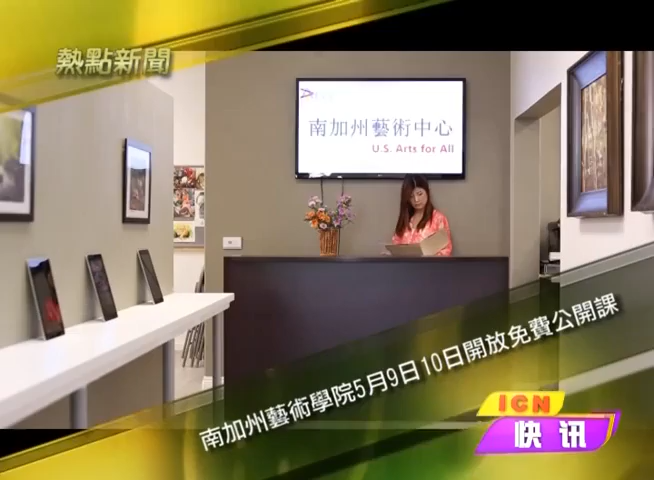 熱點新聞
南加州藝術中心
U.S. Arts for All
南加州藝術學院5月9日10日開放免費公開課
IGN
快讯